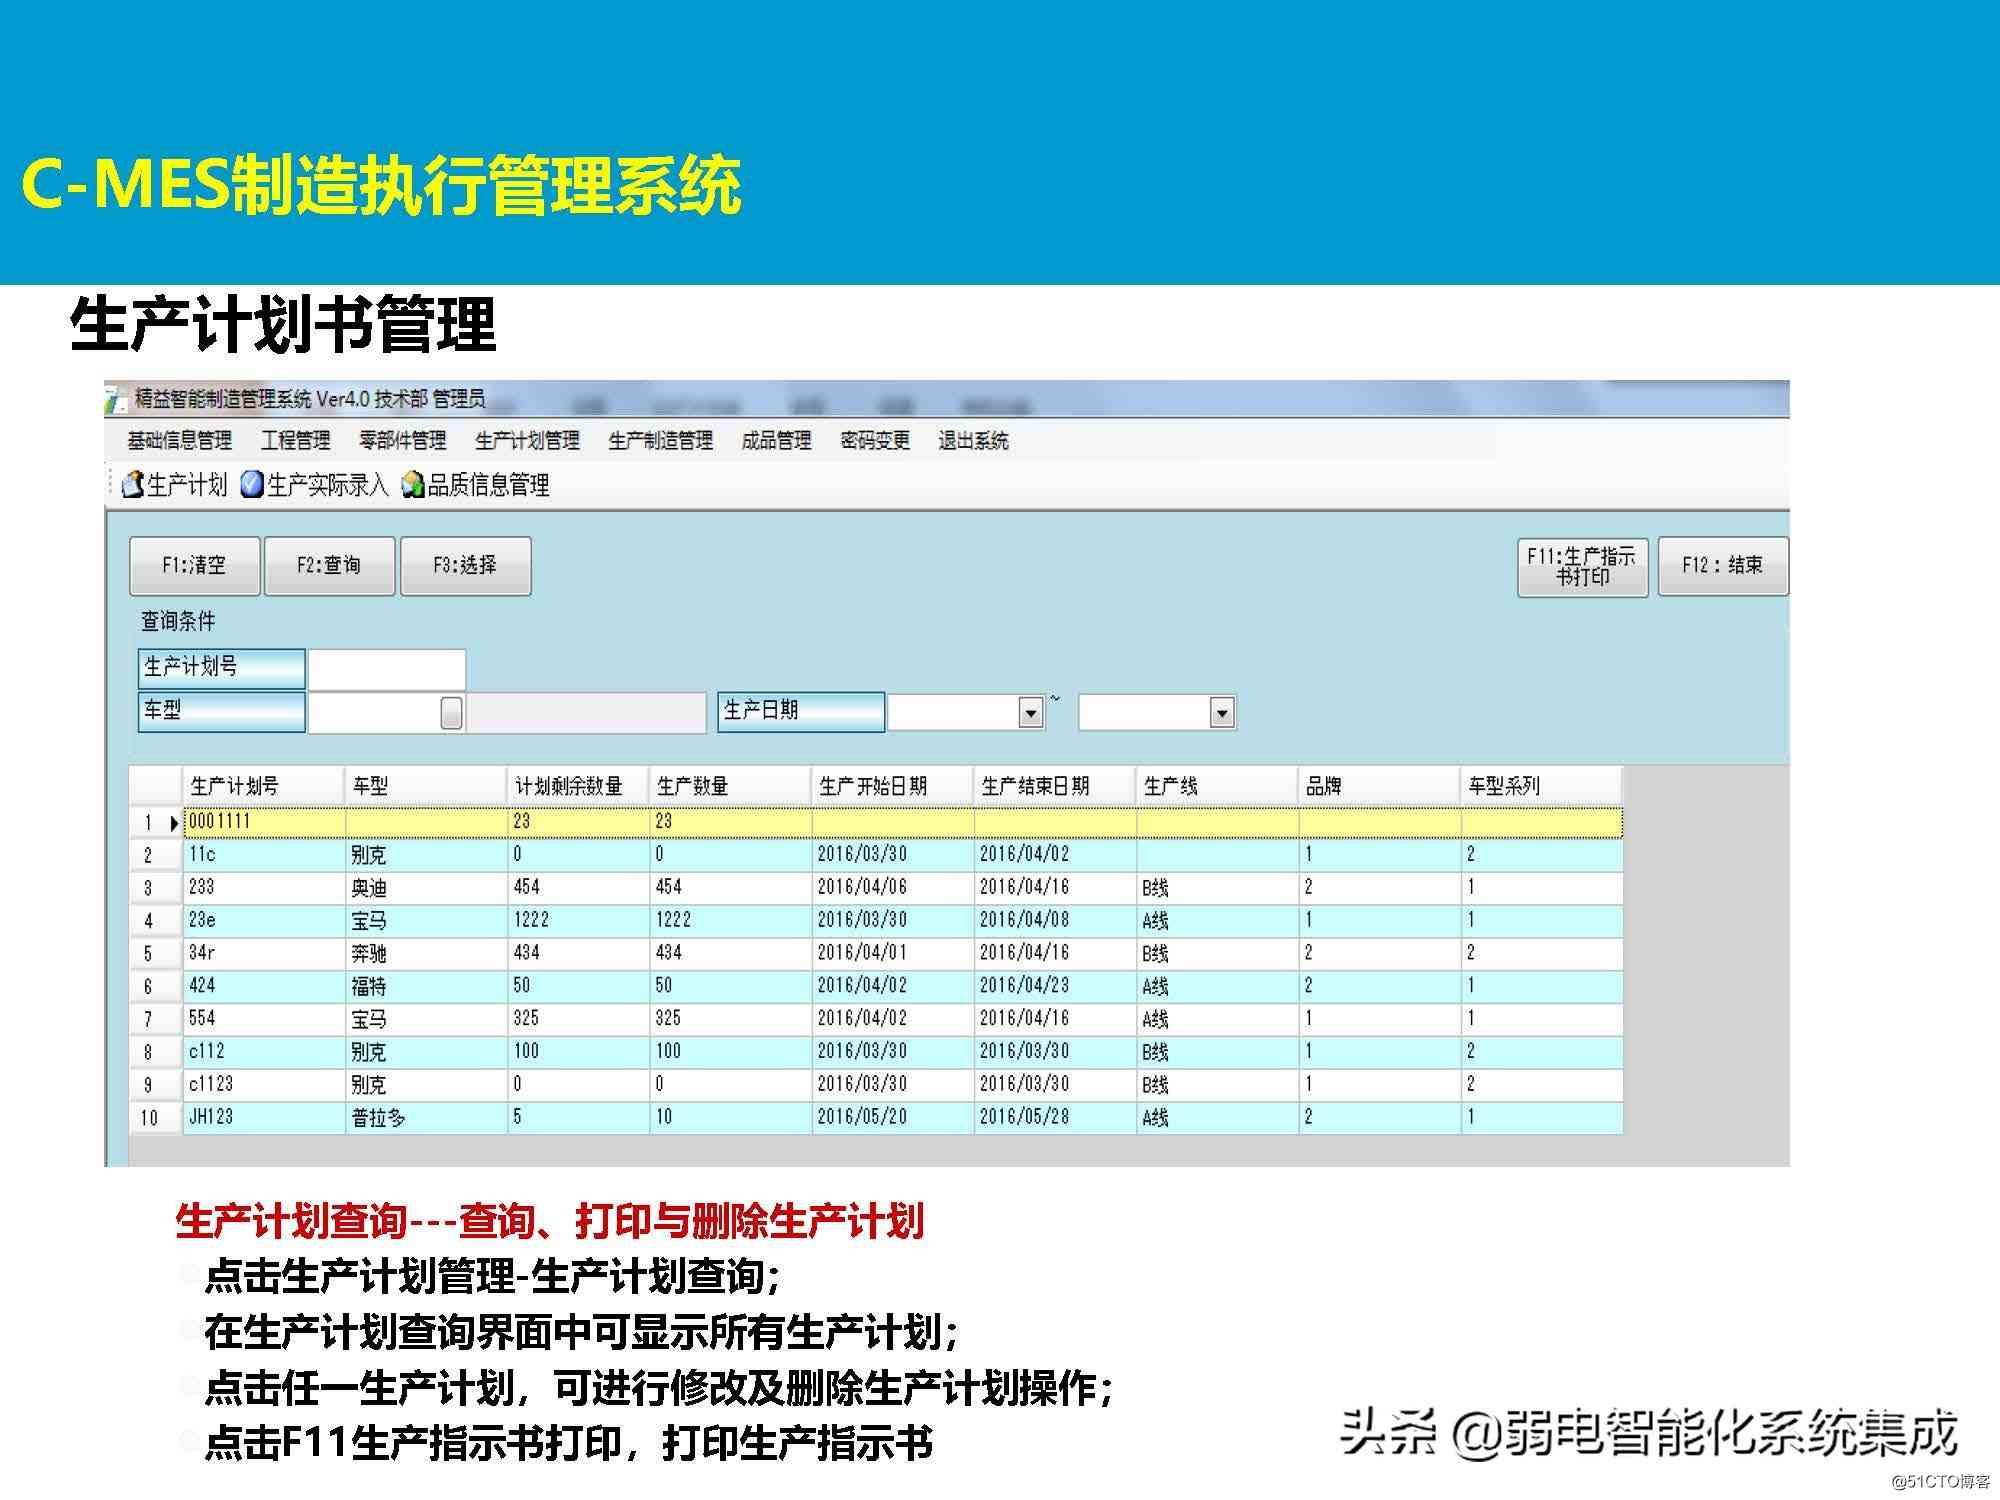 C-MES制造执行管理系统
生产计划书管理
精益智能制造管理系统 Ver4.0 技术部 管理员
基础信息管理 工程管理 零部件管理 生产计划管理 生产制造管理 成品管理 密码变更 退出系统
生产计划 生产实际录入 品质信息管理
F1:清空 F2:查询 F3:选择 F11:生产指示书打印 F12：结束
查询条件
生产计划号
车型 生产日期 ~
生产计划号 车型 计划剩余数量 生产数量 生产开始日期 生产结束日期 生产线 品牌 车型系列
1 0001111 23 23
2 11c 别克 0 0 2016/03/30 2016/04/02 1 2
3 233 奥迪 454 454 2016/04/06 2016/04/16 B线 2 1
4 23e 宝马 1222 1222 2016/03/30 2016/04/08 A线 1 1
5 34r 奔驰 434 434 2016/04/01 2016/04/16 B线 2 2
6 424 福特 50 50 2016/04/02 2016/04/23 A线 2 1
7 554 宝马 325 325 2016/04/02 2016/04/16 A线 1 1
8 c112 别克 100 100 2016/03/30 2016/03/30 B线 1 2
9 c1123 别克 0 0 2016/03/30 2016/03/30 B线 1 2
10 JH123 普拉多 5 10 2016/05/20 2016/05/28 A线 2 1
生产计划查询---查询、打印与删除生产计划
点击生产计划管理-生产计划查询；
在生产计划查询界面中可显示所有生产计划；
点击任一生产计划，可进行修改及删除生产计划操作；
点击F11生产指示书打印，打印生产指示书
头条 @弱电智能化系统集成
@51CTO博客